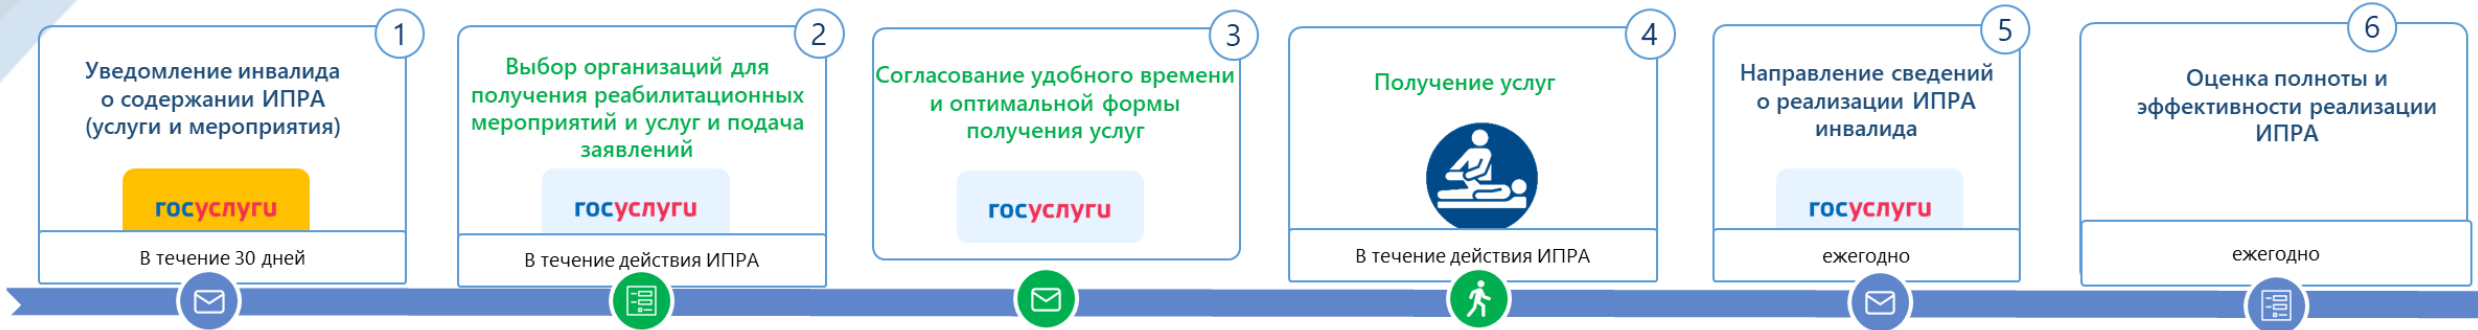 1
Уведомление инвалида
о содержании ИПРА
(услуги и мероприятия)
госуслуги
В течение 30 дней
2
Выбор организаций для
получения реабилитационных
мероприятий и услуг и подача
заявлений
госуслуги
В течение действия ИПРА
3
Согласование удобного времени
и оптимальной формы
получения услуг
госуслуги
4
Получение услуг
В течение действия ИПРА
5
Направление сведений
о реализации ИПРА
инвалида
госуслуги
ежегодно
6
Оценка полноты и
эффективности реализации
ИПРА
ежегодно